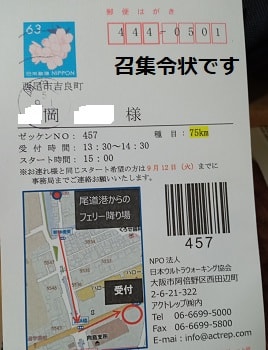 郵便はがき
63
日本郵便 NIPPON
444-0501
召集令状です
西尾市吉良町
岡 様
ゼッケンNO: 457
種目: 75km
受付時間: 13:30～14:30
スタート時間: 15:00
※お連れ様と同じスタート希望の方は9月12日(火)までに
事務局までご連絡お願いいたします。
尾道港からの
フェリー降り場
受付
457
NPO法人
日本ウルトラウォーキング協会
大阪市阿倍野区西田辺町
2-6-21-322
アクトレップ㈱内
Tel 06-6699-5000
Fax 06-6695-5000
info@actrep.com